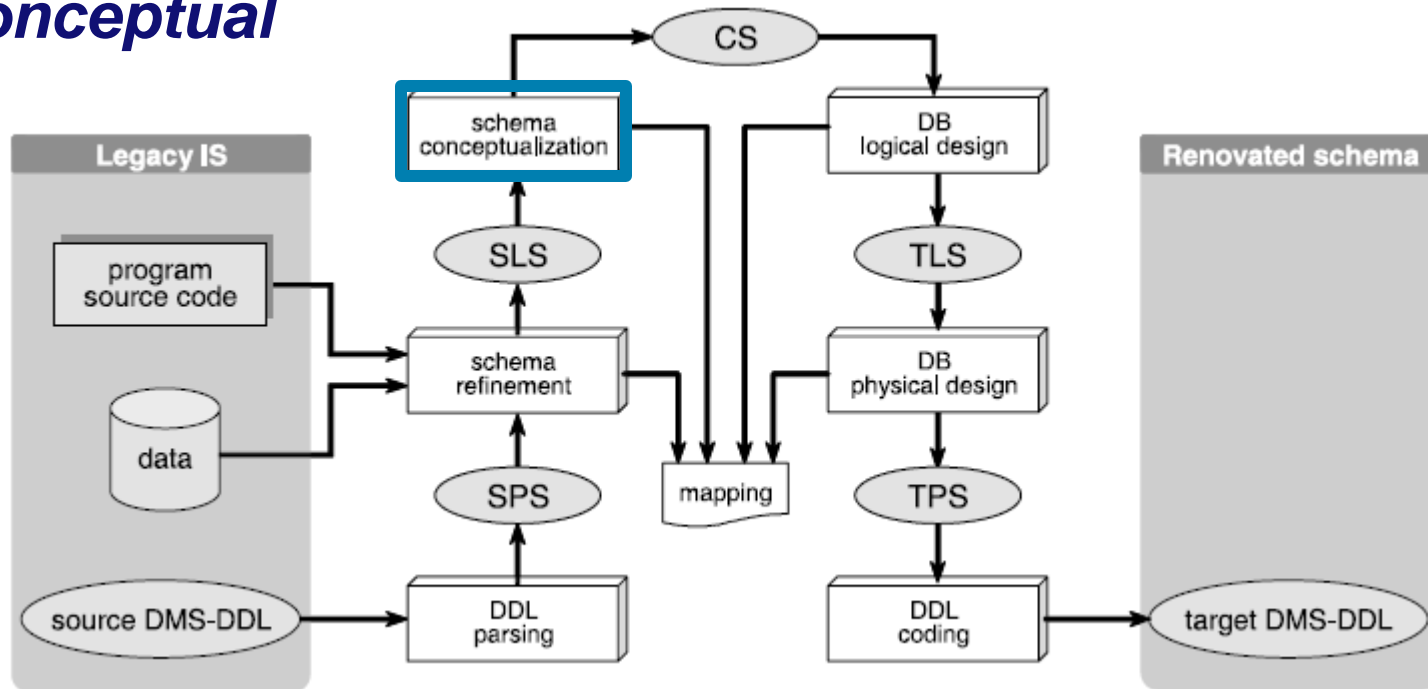 onceptual
CS
schema
conceptualization
DB
logical design
Legacy IS
Renovated schema
SLS
TLS
program
source code
schema
refinement
DB
physical design
data
SPS
mapping
TPS
source DMS-DDL
DDL
parsing
DDL
coding
target DMS-DDL